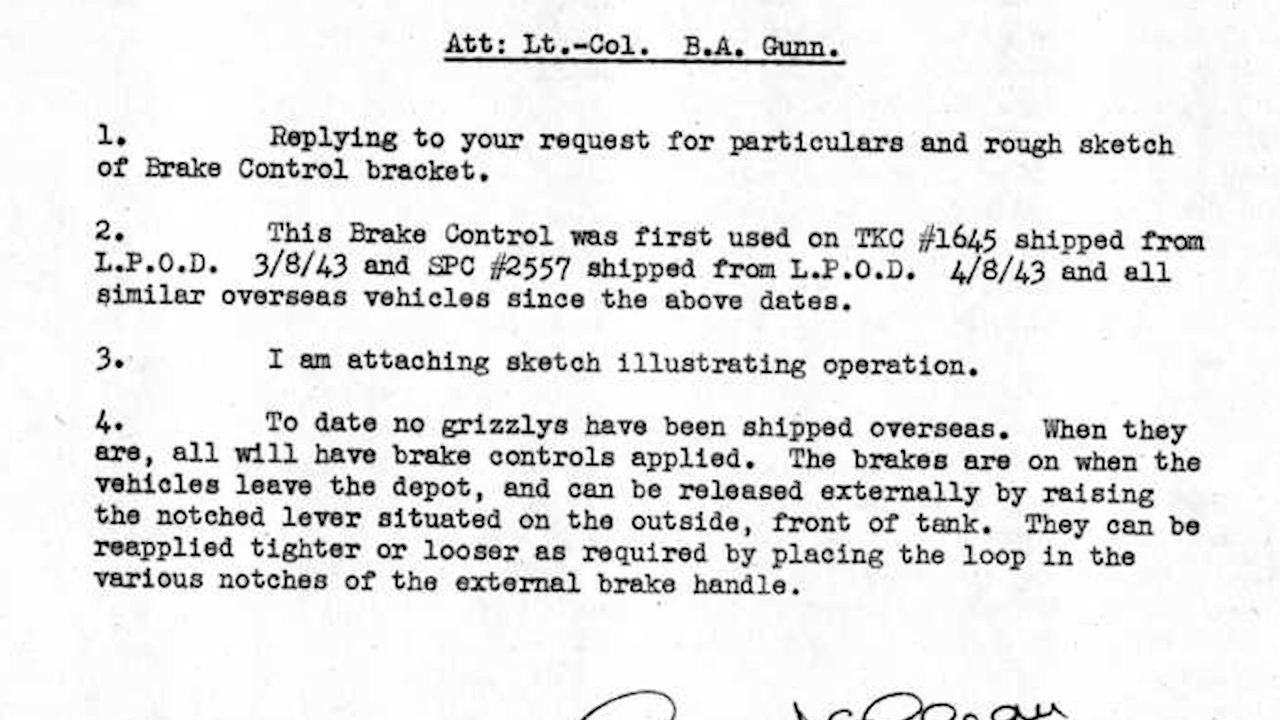 Att: Lt.-Col. B.A. Gunn.
1. Replying to your request for particulars and rough sketch
of Brake Control bracket.
2. This Brake Control was first used on TKC #1645 shipped from
L.P.O.D. 3/8/43 and SPC #2557 shipped from L.P.O.D. 4/8/43 and all
similar overseas vehicles since the above dates.
3. I am attaching sketch illustrating operation.
4. To date no grizzlys have been shipped overseas. When they
are, all will have brake controls applied. The brakes are on when the
vehicles leave the depot, and can be released externally by raising
the notched lever situated on the outside, front of tank. They can be
reapplied tighter or looser as required by placing the loop in the
various notches of the external brake handle.